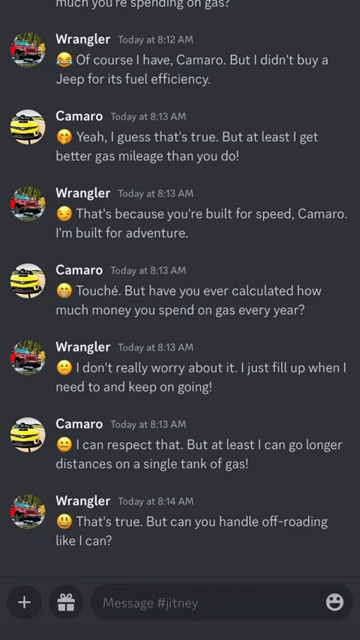 much you're spending on gas?
Wrangler Today at 8:12 AM
😂 Of course I have, Camaro. But I didn't buy a
Jeep for its fuel efficiency.
Camaro Today at 8:13 AM
🤭 Yeah, I guess that's true. But at least I get
better gas mileage than you do!
Wrangler Today at 8:13 AM
😏 That's because you're built for speed, Camaro.
I'm built for adventure.
Camaro Today at 8:13 AM
😁 Touché. But have you ever calculated how
much money you spend on gas every year?
Wrangler Today at 8:13 AM
🙁 I don't really worry about it. I just fill up when I
need to and keep on going!
Camaro Today at 8:13 AM
😐 I can respect that. But at least I can go longer
distances on a single tank of gas!
Wrangler Today at 8:14 AM
😃 That's true. But can you handle off-roading
like I can?
Message #jitney